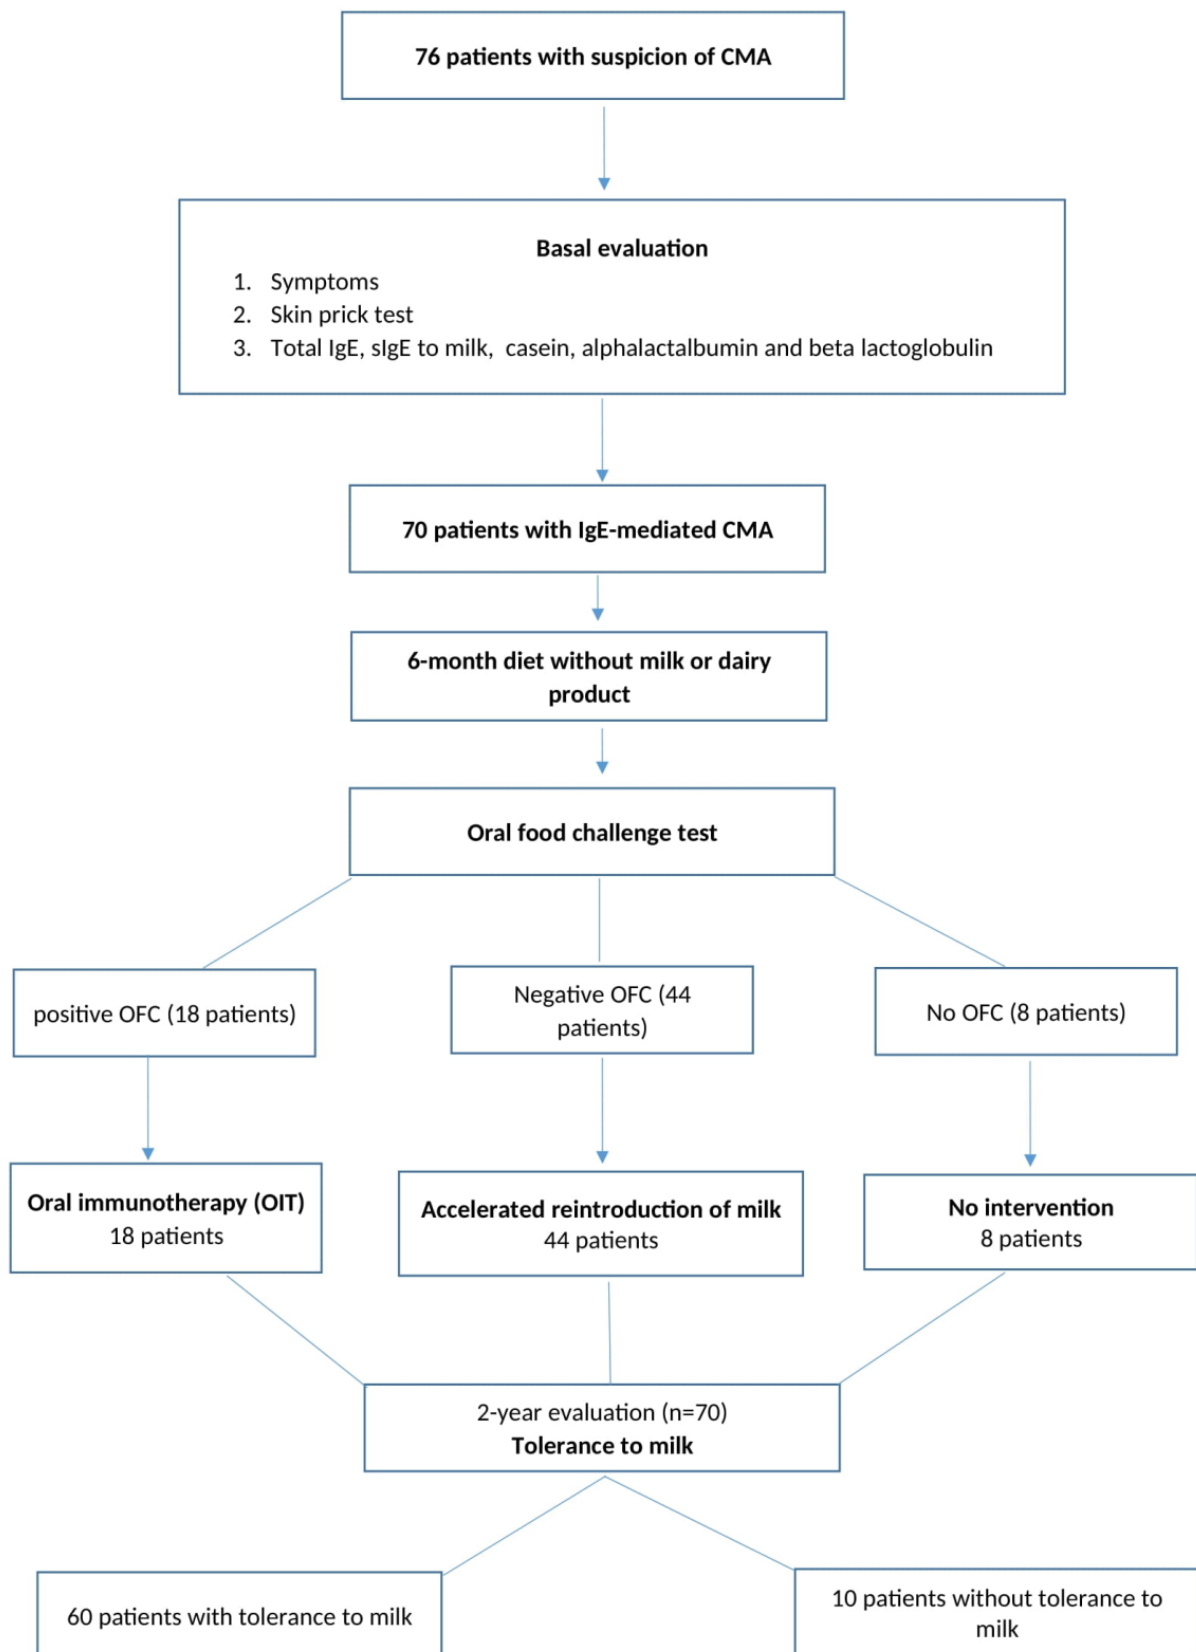 76 patients with suspicion of CMA
Basal evaluation
1. Symptoms
2. Skin prick test
3. Total IgE, sIgE to milk, casein, alphalactalbumin and beta lactoglobulin
70 patients with IgE-mediated CMA
6-month diet without milk or dairy
product
Oral food challenge test
positive OFC (18 patients)
Negative OFC (44
patients)
No OFC (8 patients)
Oral immunotherapy (OIT)
18 patients
Accelerated reintroduction of milk
44 patients
No intervention
8 patients
2-year evaluation (n=70)
Tolerance to milk
60 patients with tolerance to milk
10 patients without tolerance to
milk